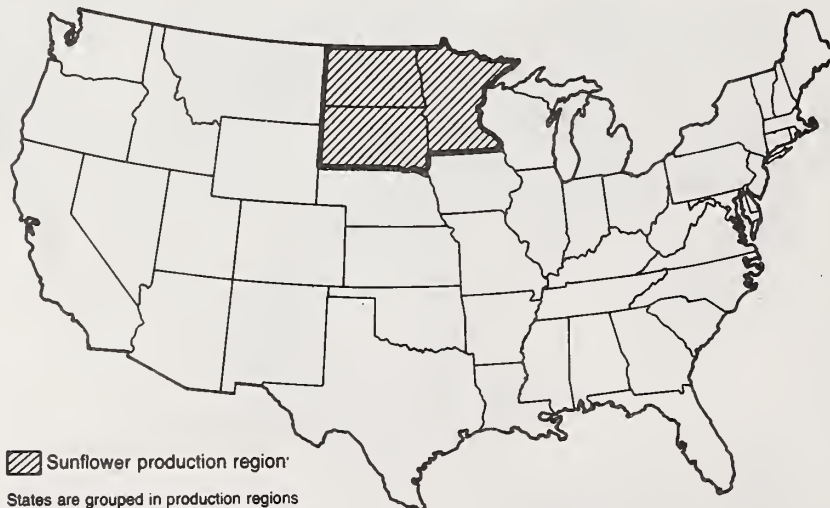 Sunflower production region
States are grouped in production regions